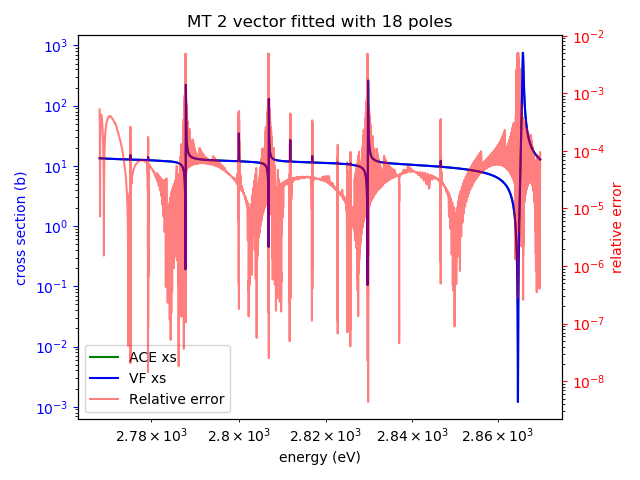 MT 2 vector fitted with 18 poles
cross section (b)
10³
10²
10¹
10⁰
10⁻¹
10⁻²
10⁻³
10⁻²
10⁻³
10⁻⁴
10⁻⁵
10⁻⁶
10⁻⁷
10⁻⁸
relative error
ACE xs
VF xs
Relative error
2.78 × 10³ 2.8 × 10³ 2.82 × 10³ 2.84 × 10³ 2.86 × 10³
energy (eV)